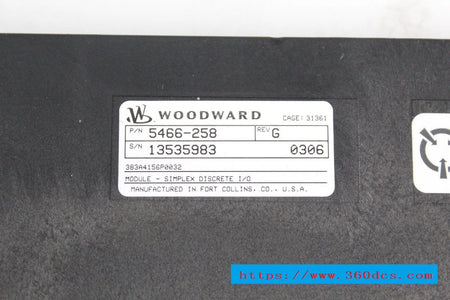 WOODWARD CAGE: 31361
P/N 5466-258 REV G
S/N 13535983 0306
383A4156P0032
MODULE - SIMPLEX DISCRETE I/O
MANUFACTURED IN FORT COLLINS, CO., U.S.A.
https://www.360dcs.com